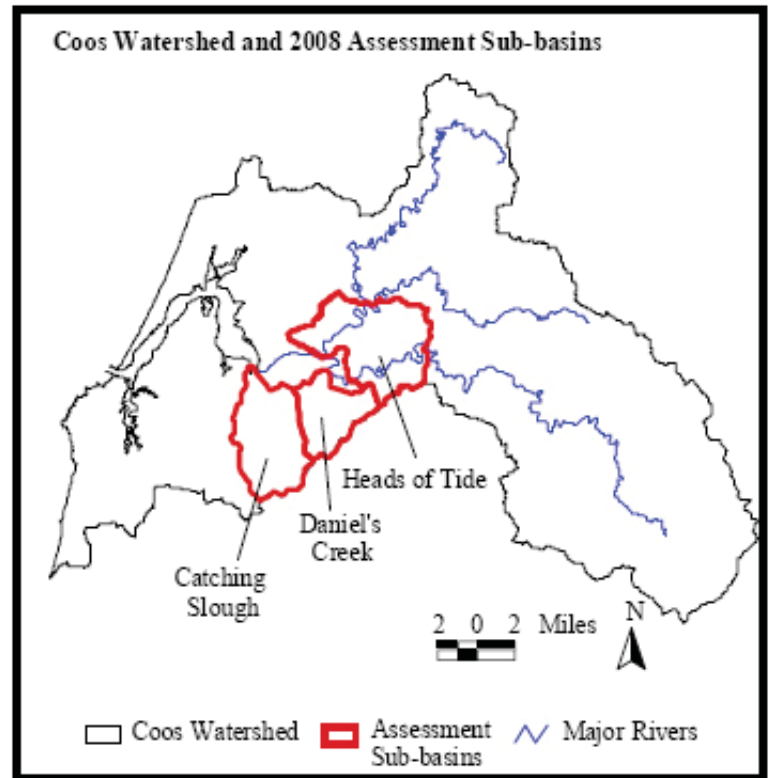 Coos Watershed and 2008 Assessment Sub-basins
Heads of Tide
Daniel's
Creek
Catching
Slough
2 0 2 Miles
N
Coos Watershed
Assessment
Sub-basins
Major Rivers